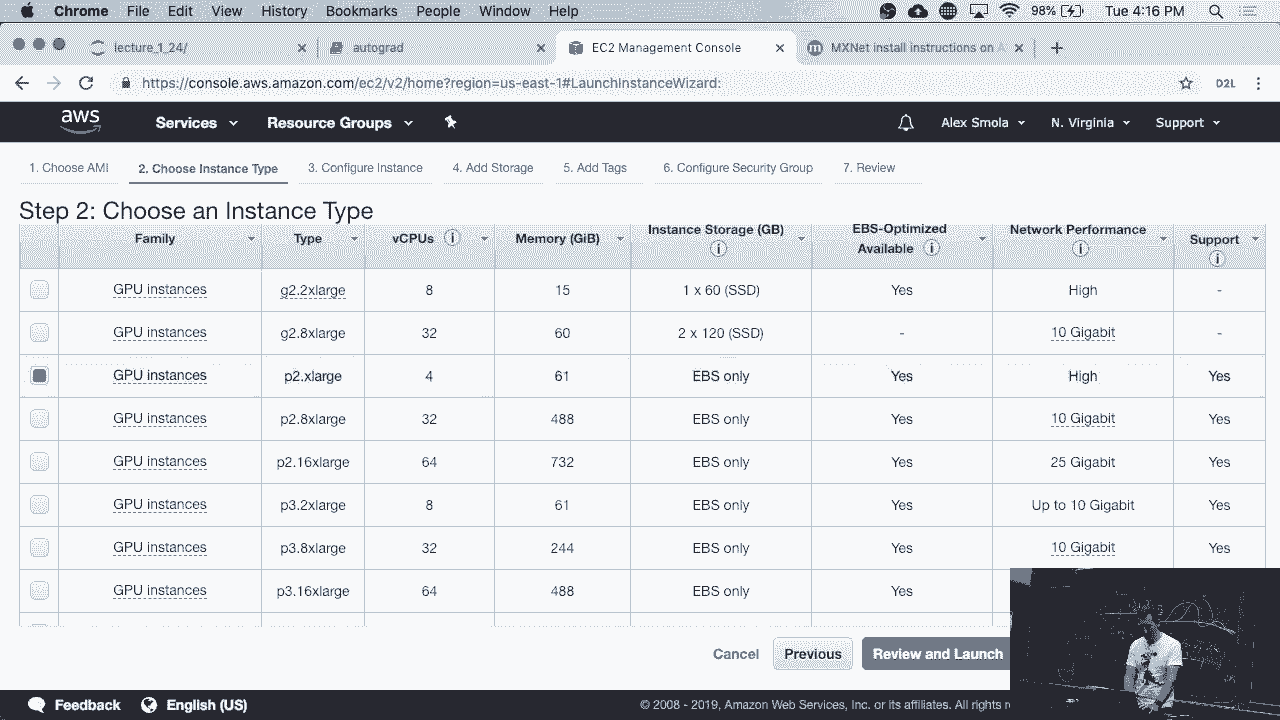 Chrome File Edit View History Bookmarks People Window Help 98% Tue 4:16 PM
lecture_1_24/ autograd EC2 Management Console MXNet install instructions on
https://console.aws.amazon.com/ec2/v2/home?region=us-east-1#LaunchInstanceWizard: D2L
aws Services Resource Groups Alex Smola N. Virginia Support
1. Choose AMI 2. Choose Instance Type 3. Configure Instance 4. Add Storage 5. Add Tags 6. Configure Security Group 7. Review
Step 2: Choose an Instance Type
Family Type vCPUs Memory (GiB) Instance Storage (GB) EBS-Optimized Available Network Performance Support
GPU instances g2.2xlarge 8 15 1 x 60 (SSD) Yes High -
GPU instances g2.8xlarge 32 60 2 x 120 (SSD) - 10 Gigabit -
GPU instances p2.xlarge 4 61 EBS only Yes High Yes
GPU instances p2.8xlarge 32 488 EBS only Yes 10 Gigabit Yes
GPU instances p2.16xlarge 64 732 EBS only Yes 25 Gigabit Yes
GPU instances p3.2xlarge 8 61 EBS only Yes Up to 10 Gigabit Yes
GPU instances p3.8xlarge 32 244 EBS only Yes 10 Gigabit Yes
GPU instances p3.16xlarge 64 488 EBS only Yes
Cancel Previous Review and Launch
Feedback English (US) © 2008 - 2019, Amazon Web Services, Inc. or its affiliates. All rights